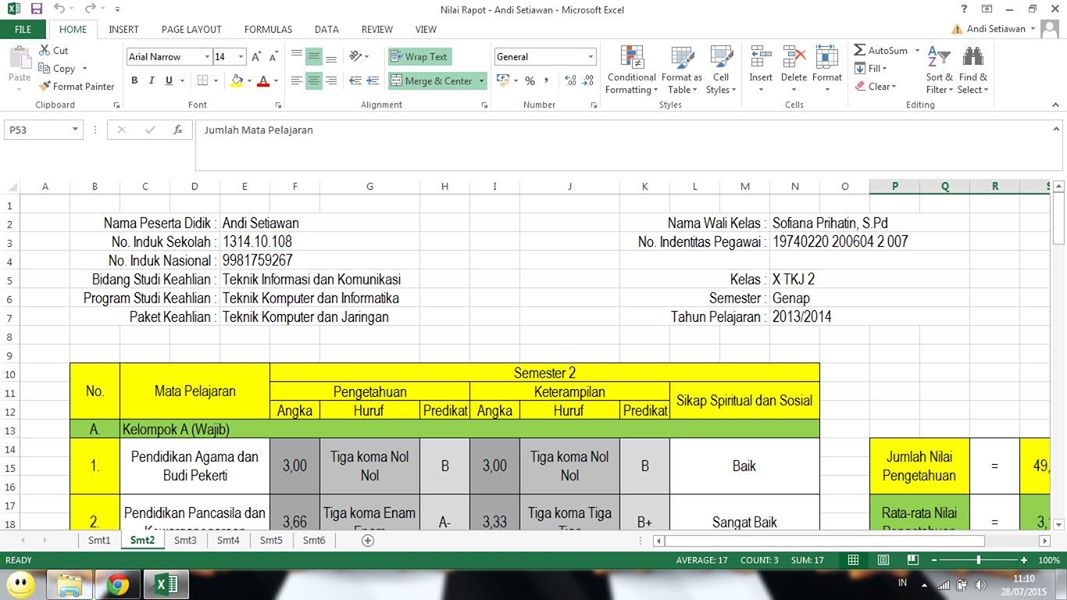 Nilai Rapot - Andi Setiawan - Microsoft Excel
FILE HOME INSERT PAGE LAYOUT FORMULAS DATA REVIEW VIEW Andi Setiawan
Paste
Cut
Copy
Format Painter
Clipboard
Arial Narrow 14
B I U
Font
Wrap Text
Merge & Center
Alignment
General
Number
Conditional Formatting
Format as Table
Cell Styles
Styles
Insert Delete Format
Cells
AutoSum
Fill
Clear
Sort & Filter
Find & Select
Editing
P53 fx Jumlah Mata Pelajaran
A B C D E F G H I J K L M N O P Q R S
1
2 Nama Peserta Didik : Andi Setiawan Nama Wali Kelas : Sofiana Prihatin, S.Pd
3 No. Induk Sekolah : 1314.10.108 No. Indentitas Pegawai : 19740220 200604 2 007
4 No. Induk Nasional : 9981759267
5 Bidang Studi Keahlian : Teknik Informasi dan Komunikasi Kelas : X TKJ 2
6 Program Studi Keahlian : Teknik Komputer dan Informatika Semester : Genap
7 Paket Keahlian : Teknik Komputer dan Jaringan Tahun Pelajaran : 2013/2014
8
9
10 Semester 2
11 No. Mata Pelajaran Pengetahuan Keterampilan Sikap Spiritual dan Sosial
12 Angka Huruf Predikat Angka Huruf Predikat
13 A. Kelompok A (Wajib)
14
15
16
1. Pendidikan Agama dan Budi Pekerti 3,00 Tiga koma Nol Nol B 3,00 Tiga koma Nol Nol B Baik Jumlah Nilai Pengetahuan = 49,
17
18
2. Pendidikan Pancasila dan 3,66 Tiga koma Enam A- 3,33 Tiga koma Tiga B+ Sangat Baik Rata-rata Nilai = 3,
Smt1 Smt2 Smt3 Smt4 Smt5 Smt6
READY AVERAGE: 17 COUNT: 3 SUM: 17 100%
IN 11:10
28/07/2015